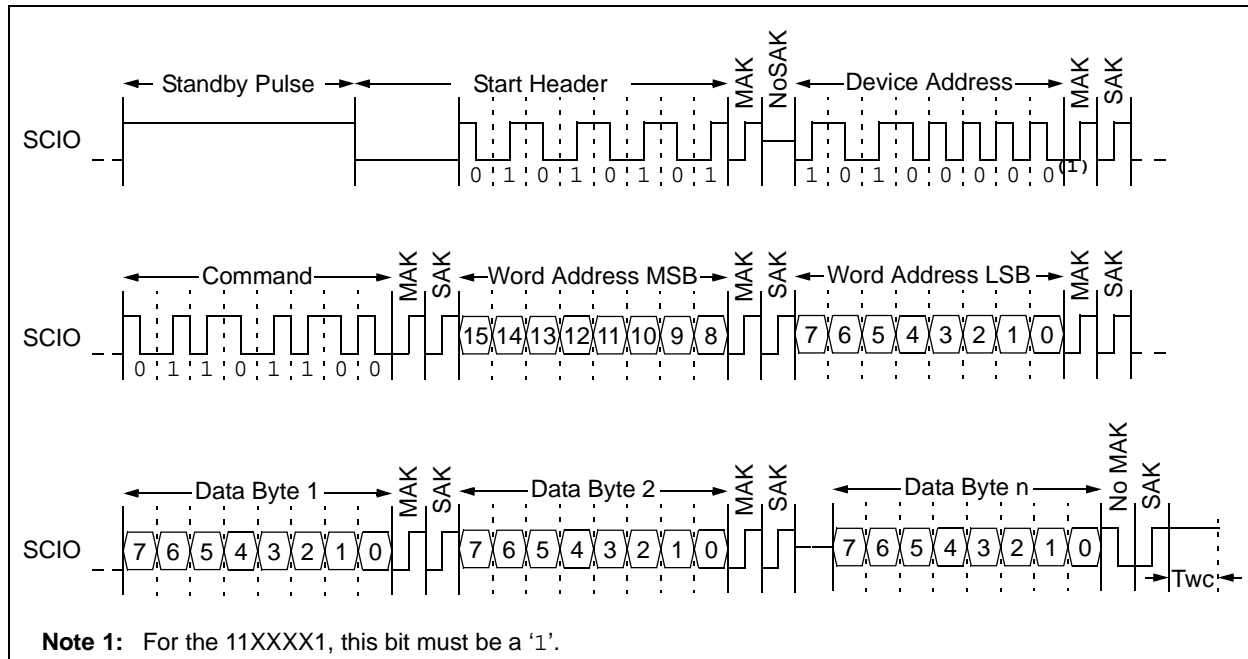 Standby Pulse Start Header MAK NoSAK Device Address MAK SAK
SCIO
0 1 0 1 0 1 0 1 1 0 1 0 0 0 0 0(1)
Command MAK SAK Word Address MSB MAK SAK Word Address LSB MAK SAK
SCIO
15 14 13 12 11 10 9 8 7 6 5 4 3 2 1 0
0 1 1 0 1 1 0 0
Data Byte 1 MAK SAK Data Byte 2 MAK SAK Data Byte n No MAK SAK
SCIO 7 6 5 4 3 2 1 0 7 6 5 4 3 2 1 0 7 6 5 4 3 2 1 0
Twc
Note 1: For the 11XXXX1, this bit must be a ‘1’.